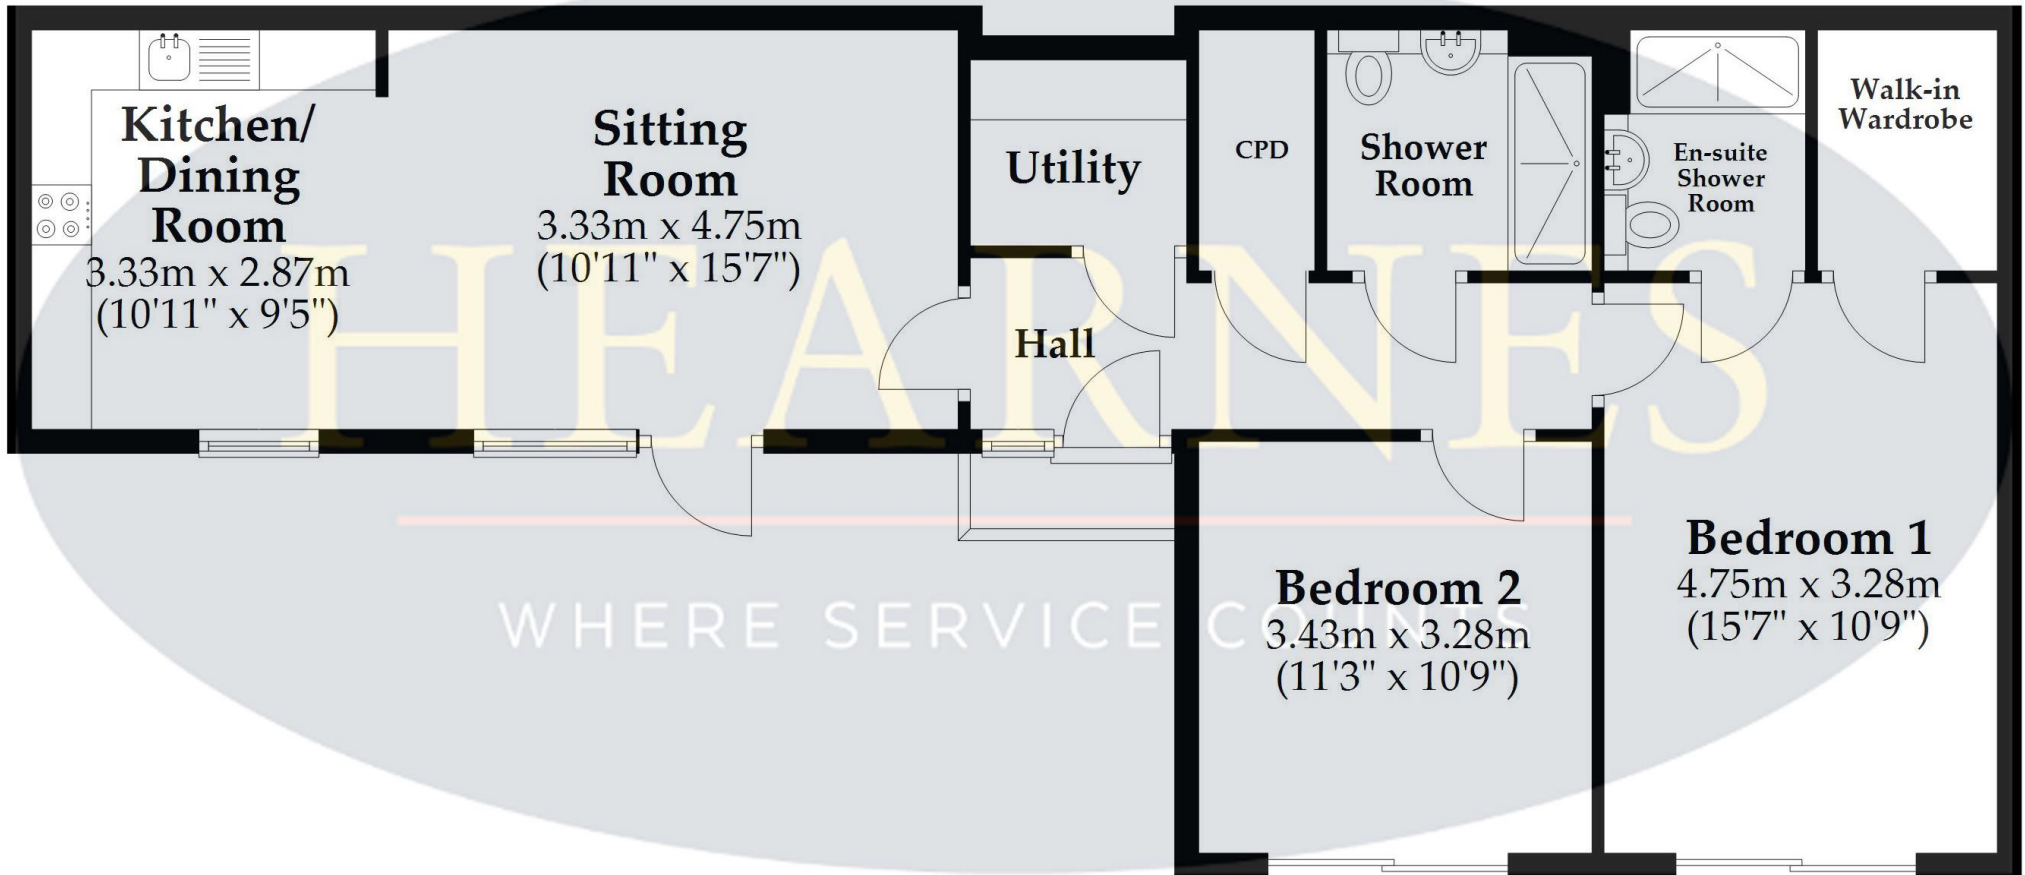 Kitchen/
Dining
Room
3.33m x 2.87m
(10'11" x 9'5")
Sitting
Room
3.33m x 4.75m
(10'11" x 15'7")
Utility
Hall
CPD
Shower
Room
En-suite
Shower
Room
Walk-in
Wardrobe
Bedroom 2
3.43m x 3.28m
(11'3" x 10'9")
Bedroom 1
4.75m x 3.28m
(15'7" x 10'9")
HEARNES
WHERE SERVICE COUNTS